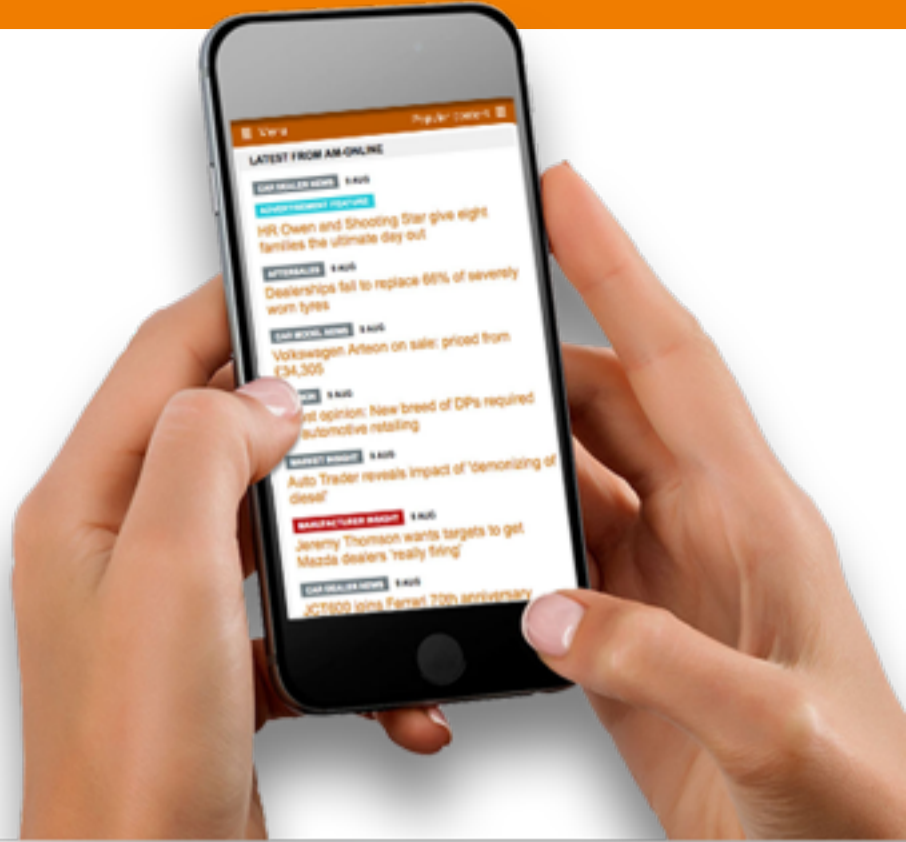 Menu
Popular content
LATEST FROM AM-ONLINE
CAR DEALER NEWS 9 AUG
ADVERTISEMENT FEATURE
HR Owen and Shooting Star give eight
families the ultimate day out
AFTERSALES 9 AUG
Dealerships fail to replace 66% of severely
worn tyres
CAR MODEL NEWS 9 AUG
Volkswagen Arteon on sale: priced from
£34,305
9 AUG
opinion: New breed of DPs required
automotive retailing
MARKET INSIGHT 9 AUG
Auto Trader reveals impact of 'demonizing of
diesel'
MANUFACTURER INSIGHT 9 AUG
Jeremy Thomson wants targets to get
Mazda dealers 'really firing'
CAR DEALER NEWS 9 AUG
JCT600 joins Ferrari 70th anniversary